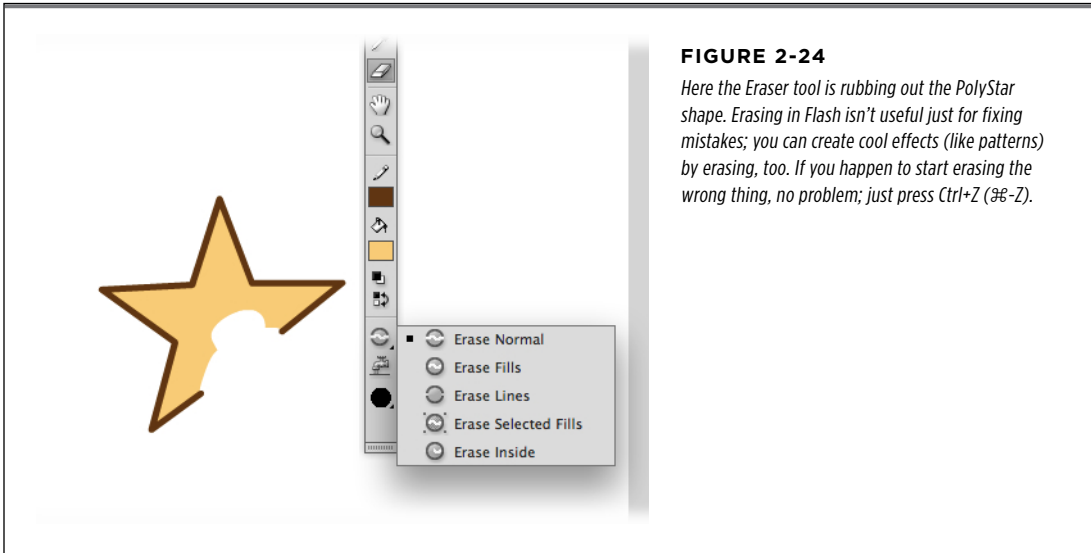 FIGURE 2-24
Here the Eraser tool is rubbing out the PolyStar
shape. Erasing in Flash isn’t useful just for fixing
mistakes; you can create cool effects (like patterns)
by erasing, too. If you happen to start erasing the
wrong thing, no problem; just press Ctrl+Z (⌘-Z).
Erase Normal
Erase Fills
Erase Lines
Erase Selected Fills
Erase Inside